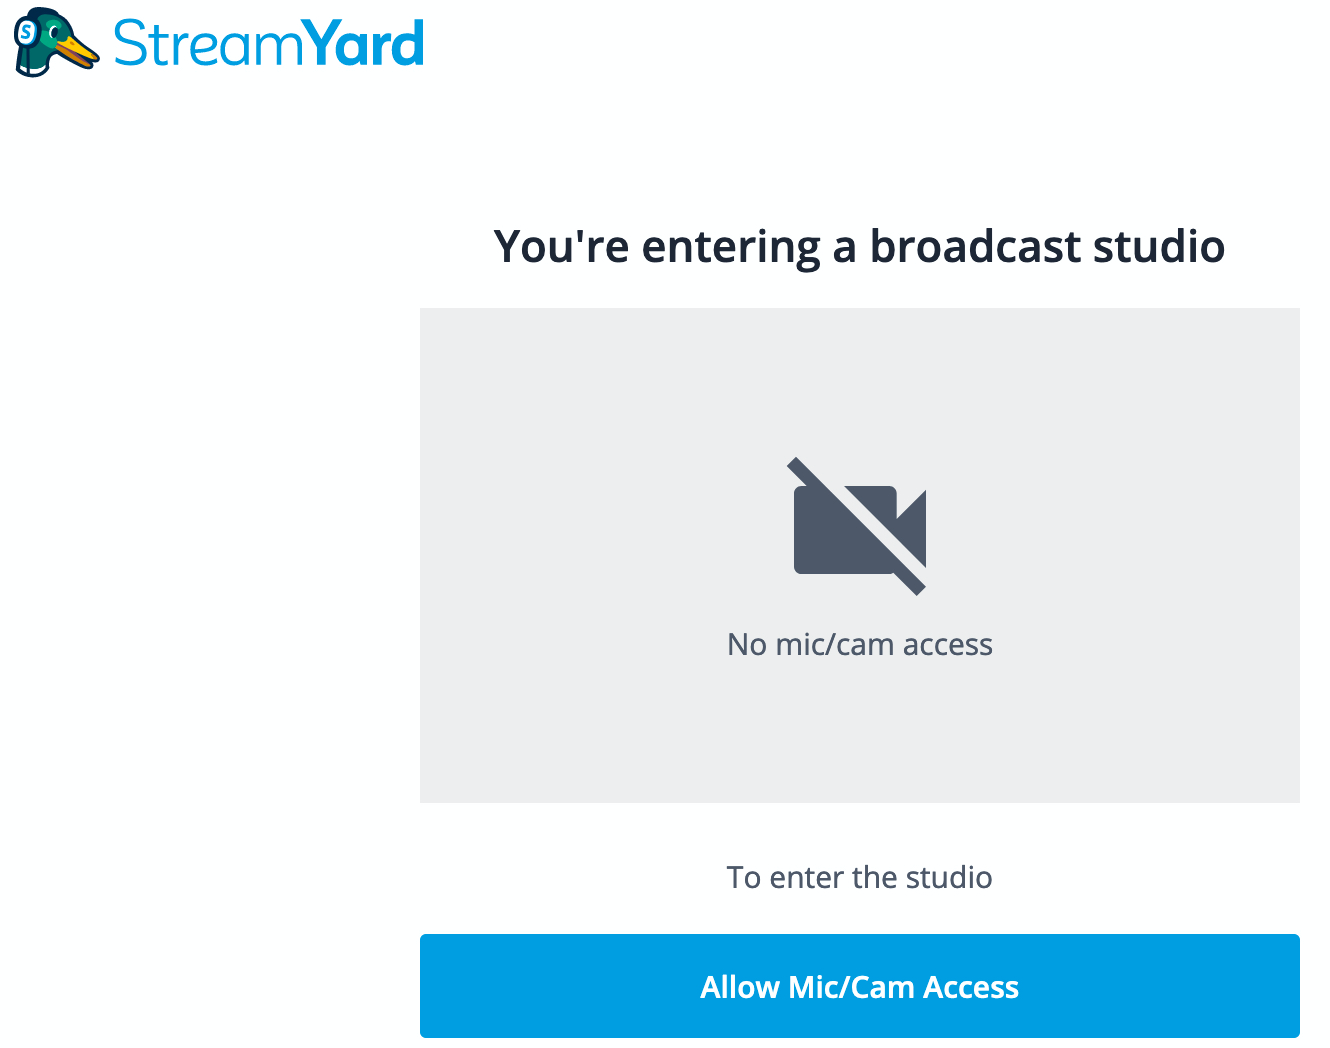 StreamYard
You're entering a broadcast studio
No mic/cam access
To enter the studio
Allow Mic/Cam Access